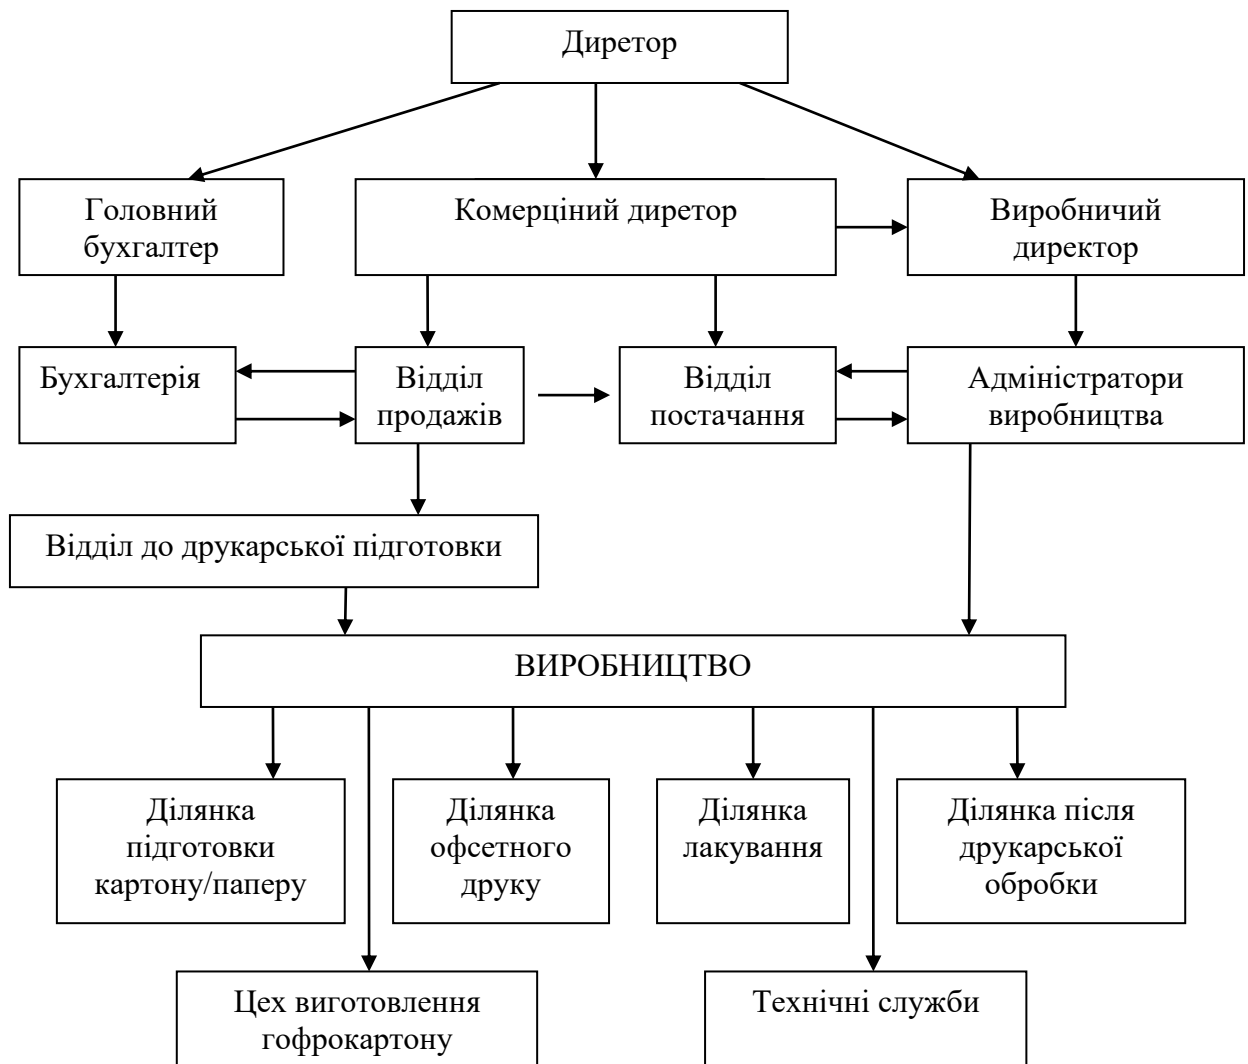 Диретор
Головний
бухгалтер
Комерціний диретор
Виробничий
директор
Бухгалтерія
Відділ
продажів
Відділ
постачання
Адміністратори
виробництва
Відділ до друкарської підготовки
ВИРОБНИЦТВО
Ділянка
підготовки
картону/паперу
Ділянка
офсетного
друку
Ділянка
лакування
Ділянка після
друкарської
обробки
Цех виготовлення
гофрокартону
Технічні служби